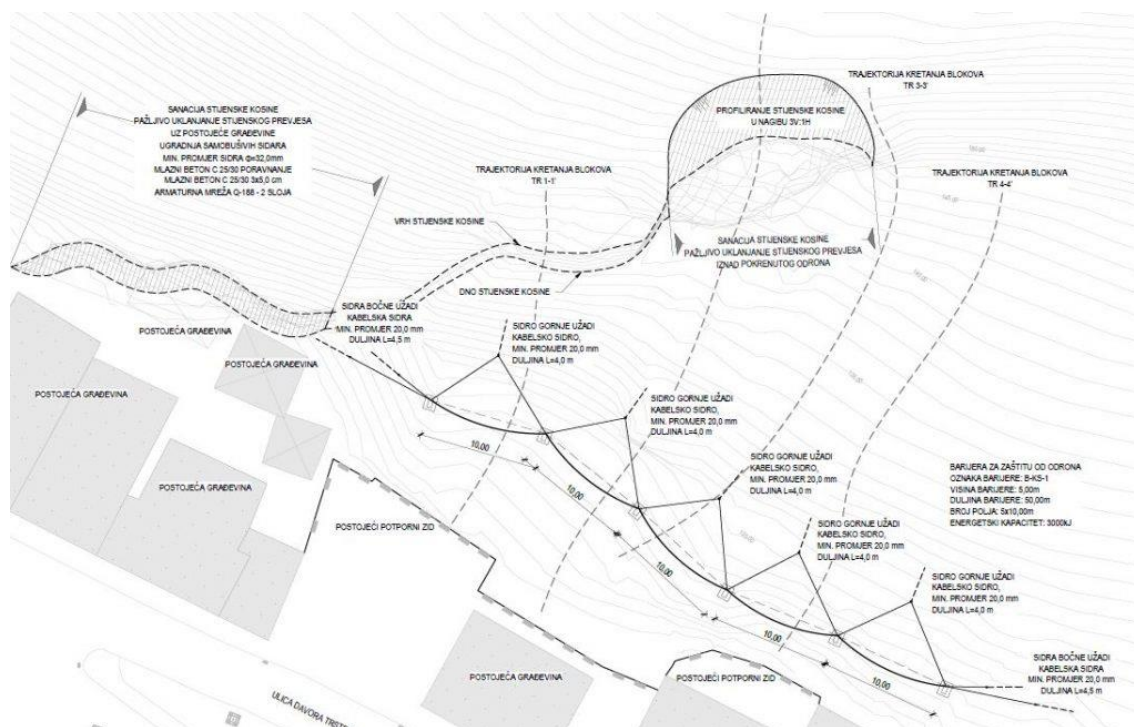 SANACIJA STIJENSKE KOSINE
PAŽLJIVO UKLANJANJE STIJENSKOG PREVJESA
UZ POSTOJEĆE GRAĐEVINE
UGRADNJA SAMOBUŠIVIH SIDARA
MIN. PROMJER SIDRA Φ=32,0mm
MLAZNI BETON C 25/30 PORAVNANJE
MLAZNI BETON C 25/30 3x5,0 cm
ARMATURNA MREŽA Q-188 - 2 SLOJA
PROFILIRANJE STIJENSKE KOSINE
U NAGIBU 3V:1H
TRAJEKTORIJA KRETANJA BLOKOVA
TR 3-3'
TRAJEKTORIJA KRETANJA BLOKOVA
TR 1-1'
TRAJEKTORIJA KRETANJA BLOKOVA
TR 4-4'
VRH STIJENSKE KOSINE
SANACIJA STIJENSKE KOSINE
PAŽLJIVO UKLANJANJE STIJENSKOG PREVJESA
IZNAD POKRENUTOG ODRONA
DNO STIJENSKE KOSINE
SIDRA BOČNE UŽADI
KABELSKA SIDRA
MIN. PROMJER 20,0 mm
DULJINA L=4,5 m
SIDRO GORNJE UŽADI
KABELSKO SIDRO,
MIN. PROMJER 20,0 mm
DULJINA L=4,0 m
POSTOJEĆA GRAĐEVINA
POSTOJEĆA GRAĐEVINA
POSTOJEĆA GRAĐEVINA
SIDRO GORNJE UŽADI
KABELSKO SIDRO,
MIN. PROMJER 20,0 mm
DULJINA L=4,0 m
10,00
SIDRO GORNJE UŽADI
KABELSKO SIDRO,
MIN. PROMJER 20,0 mm
DULJINA L=4,0 m
BARIJERA ZA ZAŠTITU OD ODRONA
OZNAKA BARIJERE: B-KS-1
VISINA BARIJERE: 5,00m
DULJINA BARIJERE: 50,00m
BROJ POLJA: 5x10,00m
ENERGETSKI KAPACITET: 3000kJ
POSTOJEĆA GRAĐEVINA
10,00
POSTOJEĆI POTPORNI ZID
SIDRO GORNJE UŽADI
KABELSKO SIDRO,
MIN. PROMJER 20,0 mm
DULJINA L=4,0 m
10,00
SIDRO GORNJE UŽADI
KABELSKO SIDRO,
MIN. PROMJER 20,0 mm
DULJINA L=4,0 m
10,00
SIDRA BOČNE UŽADI
KABELSKA SIDRA
MIN. PROMJER 20,0 mm
DULJINA L=4,5 m
POSTOJEĆA GRAĐEVINA
POSTOJEĆI POTPORNI ZID
10,00
ULICA DAVORA